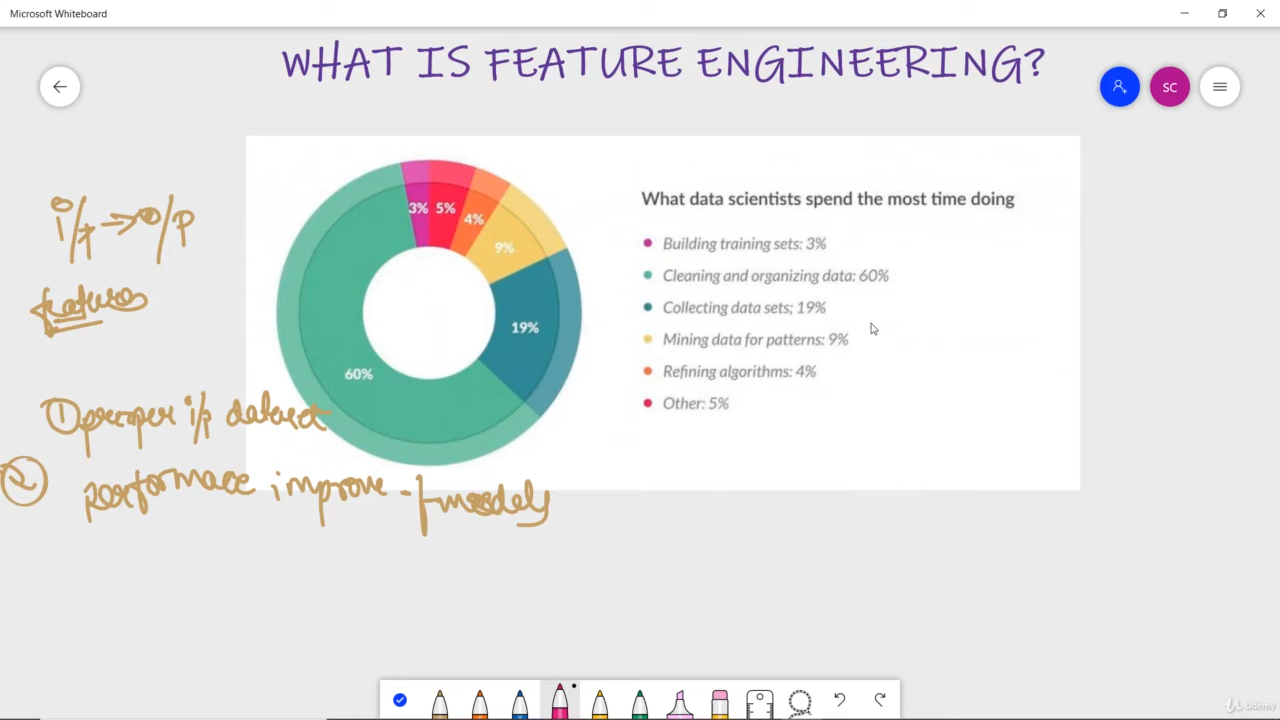 Microsoft Whiteboard
WHAT IS FEATURE ENGINEERING?
SC
i/p → o/p
features
① proper i/p dataset
② performace improve - f models
3% 5% 4% 9% 19% 60%
What data scientists spend the most time doing
Building training sets: 3%
Cleaning and organizing data: 60%
Collecting data sets; 19%
Mining data for patterns: 9%
Refining algorithms: 4%
Other: 5%
Udemy